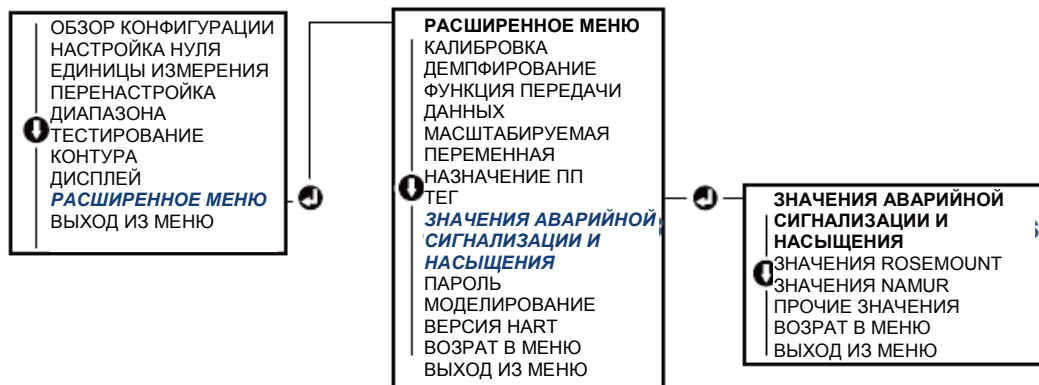 ОБЗОР КОНФИГУРАЦИИ
НАСТРОЙКА НУЛЯ
ЕДИНИЦЫ ИЗМЕРЕНИЯ
ПЕРЕНАСТРОЙКА
ДИАПАЗОНА
ТЕСТИРОВАНИЕ
КОНТУРА
ДИСПЛЕЙ
РАСШИРЕННОЕ МЕНЮ
ВЫХОД ИЗ МЕНЮ
РАСШИРЕННОЕ МЕНЮ
КАЛИБРОВКА
ДЕМПФИРОВАНИЕ
ФУНКЦИЯ ПЕРЕДАЧИ
ДАННЫХ
МАСШТАБИРУЕМАЯ
ПЕРЕМЕННАЯ
НАЗНАЧЕНИЕ ПП
ТЕГ
ЗНАЧЕНИЯ АВАРИЙНОЙ
СИГНАЛИЗАЦИИ И
НАСЫЩЕНИЯ
ПАРОЛЬ
МОДЕЛИРОВАНИЕ
ВЕРСИЯ HART
ВОЗРАТ В МЕНЮ
ВЫХОД ИЗ МЕНЮ
ЗНАЧЕНИЯ АВАРИЙНОЙ
СИГНАЛИЗАЦИИ И
НАСЫЩЕНИЯ
ЗНАЧЕНИЯ ROSEMOUNT
ЗНАЧЕНИЯ NAMUR
ПРОЧИЕ ЗНАЧЕНИЯ
ВОЗРАТ В МЕНЮ
ВЫХОД ИЗ МЕНЮ